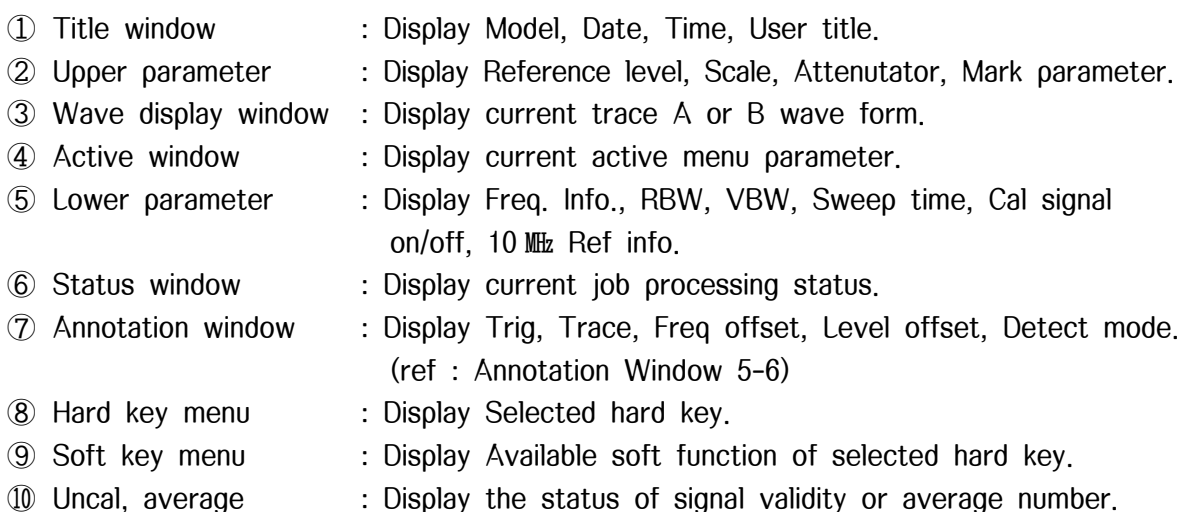 ① Title window : Display Model, Date, Time, User title.
② Upper parameter : Display Reference level, Scale, Attenutator, Mark parameter.
③ Wave display window : Display current trace A or B wave form.
④ Active window : Display current active menu parameter.
⑤ Lower parameter : Display Freq. Info., RBW, VBW, Sweep time, Cal signal
on/off, 10 ㎒ Ref info.
⑥ Status window : Display current job processing status.
⑦ Annotation window : Display Trig, Trace, Freq offset, Level offset, Detect mode.
(ref : Annotation Window 5-6)
⑧ Hard key menu : Display Selected hard key.
⑨ Soft key menu : Display Available soft function of selected hard key.
⑩ Uncal, average : Display the status of signal validity or average number.